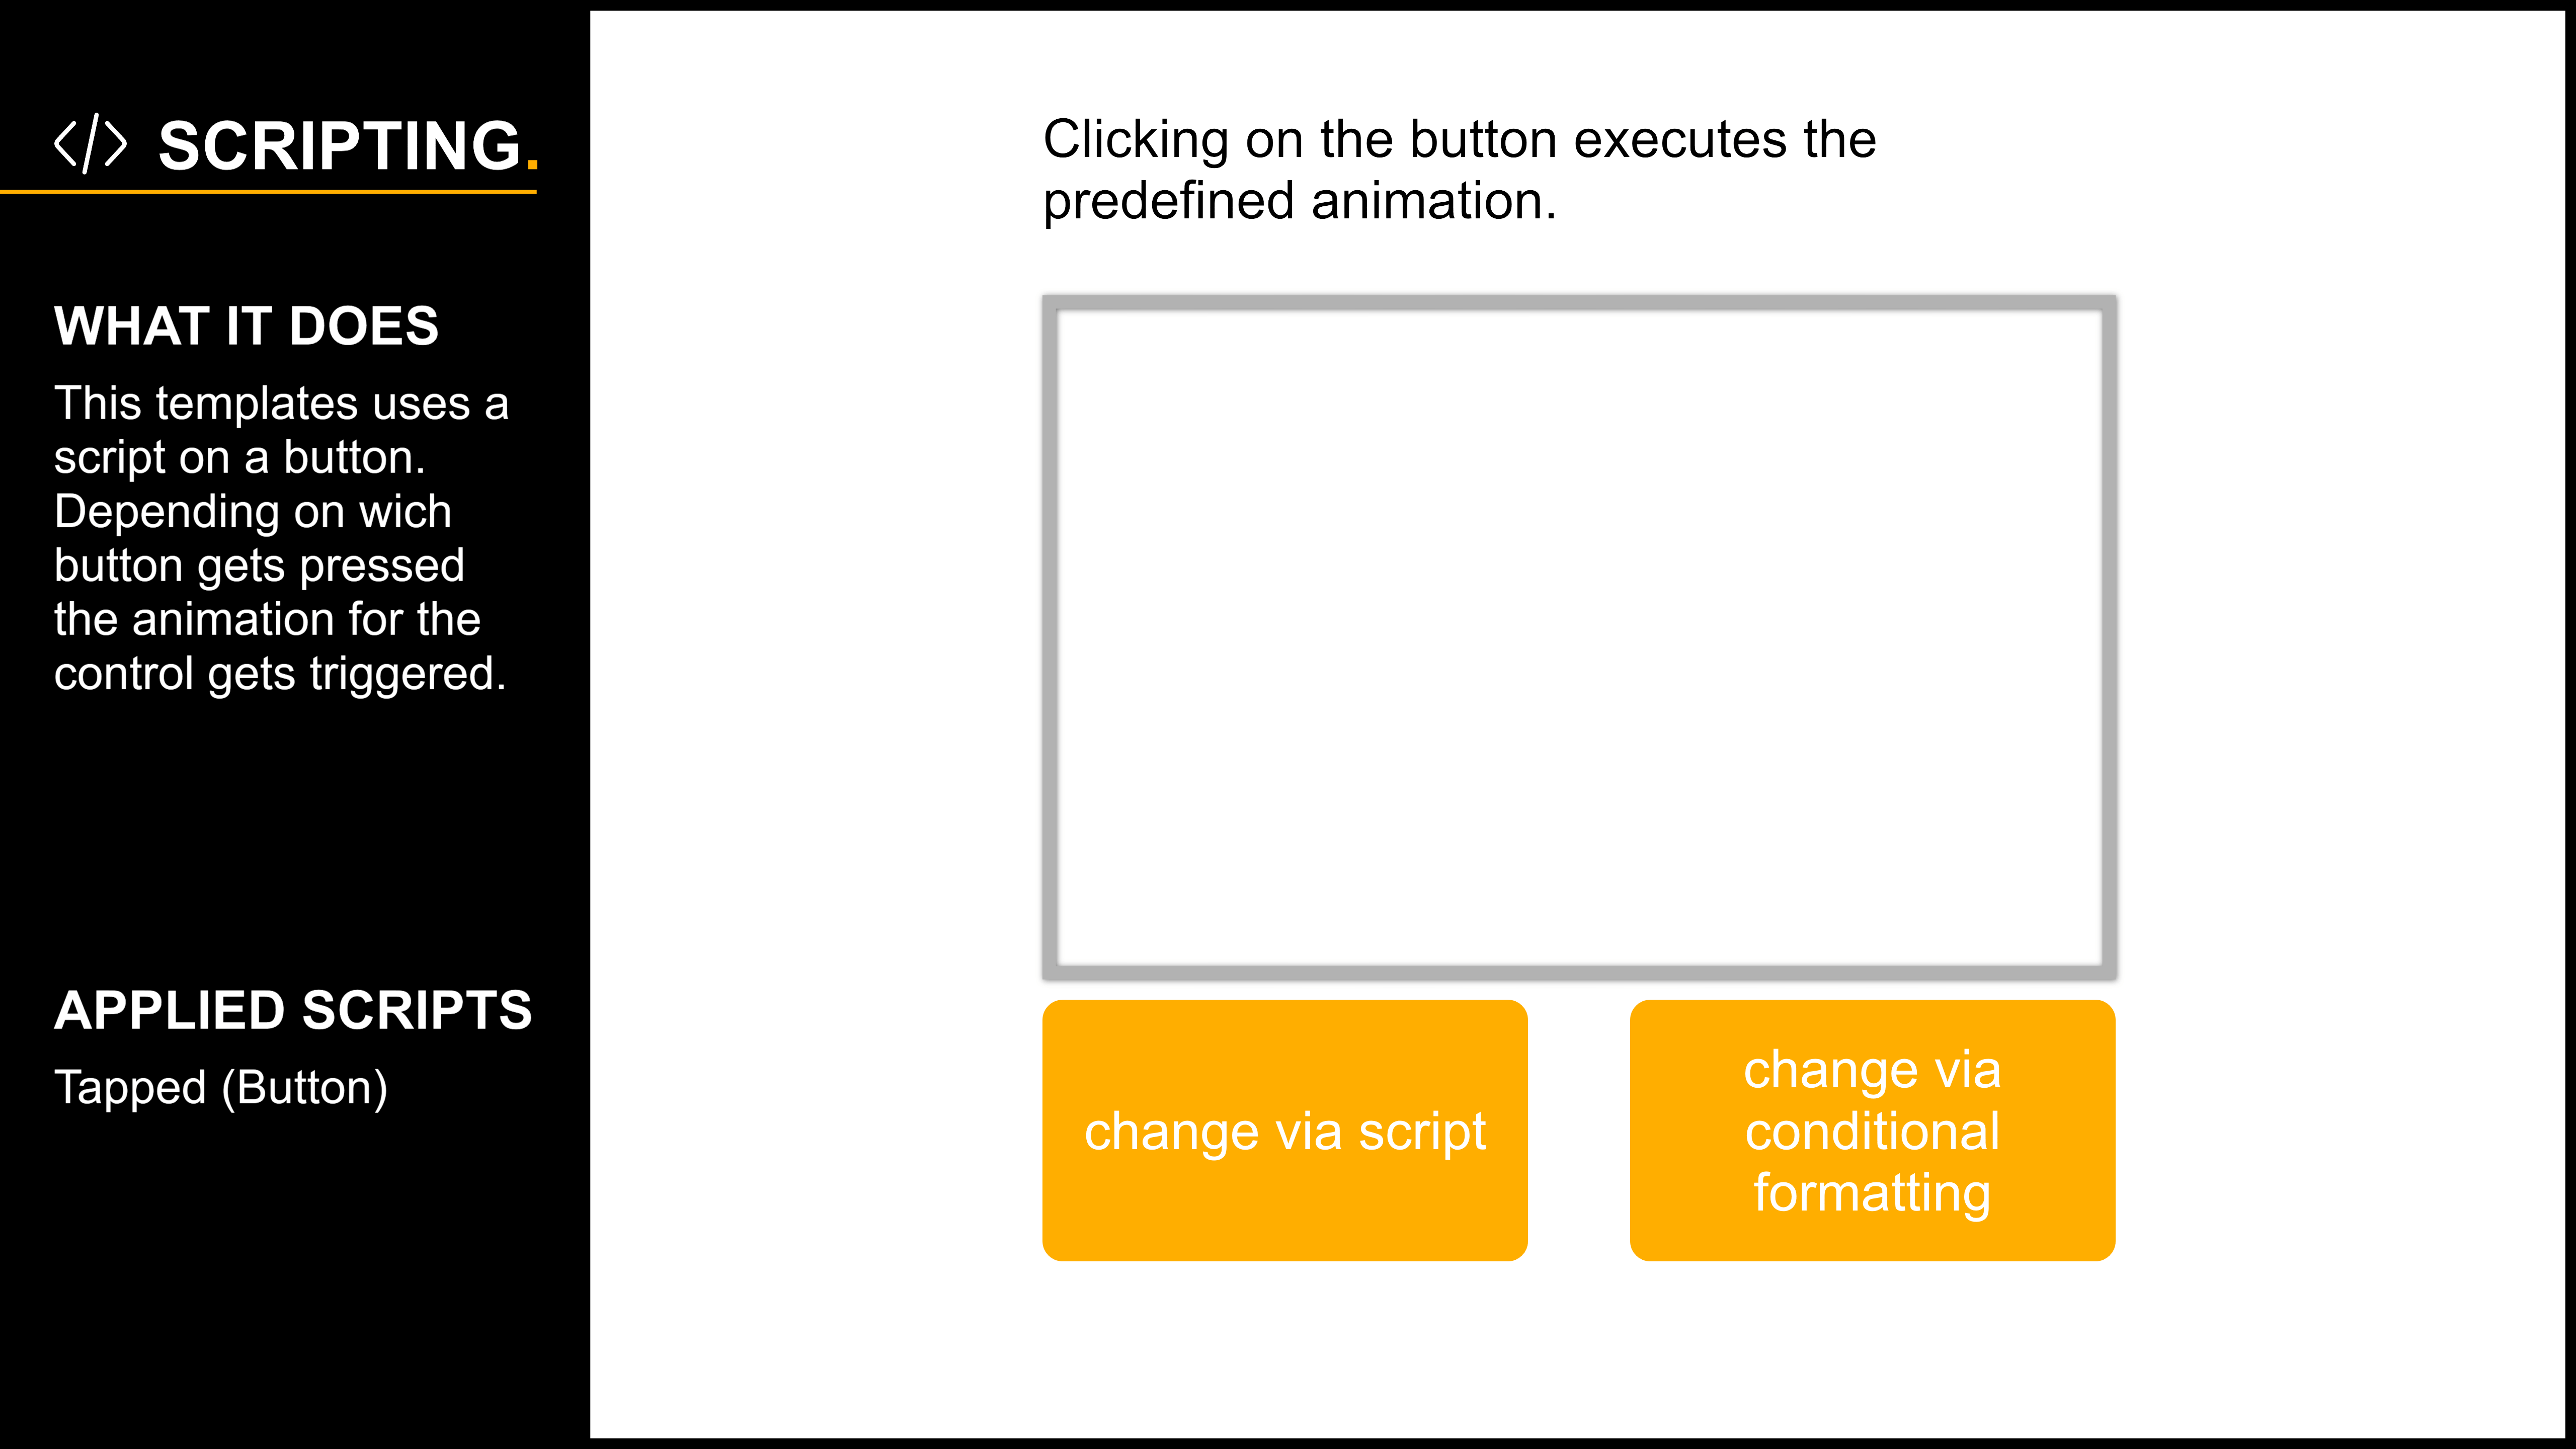 </> SCRIPTING.
WHAT IT DOES
This templates uses a
script on a button.
Depending on wich
button gets pressed
the animation for the
control gets triggered.
APPLIED SCRIPTS
Tapped (Button)
Clicking on the button executes the
predefined animation.
change via script
change via
conditional
formatting